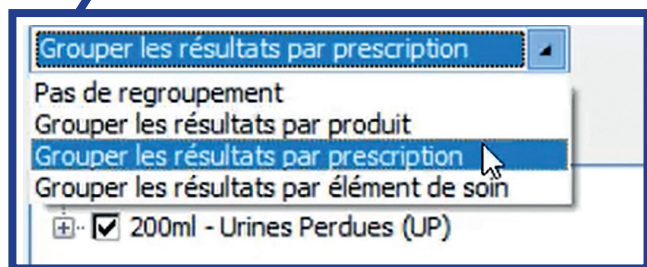 Grouper les résultats par prescription
Pas de regroupement
Grouper les résultats par produit
Grouper les résultats par prescription
Grouper les résultats par élément de soin
200ml - Urines Perdues (UP)